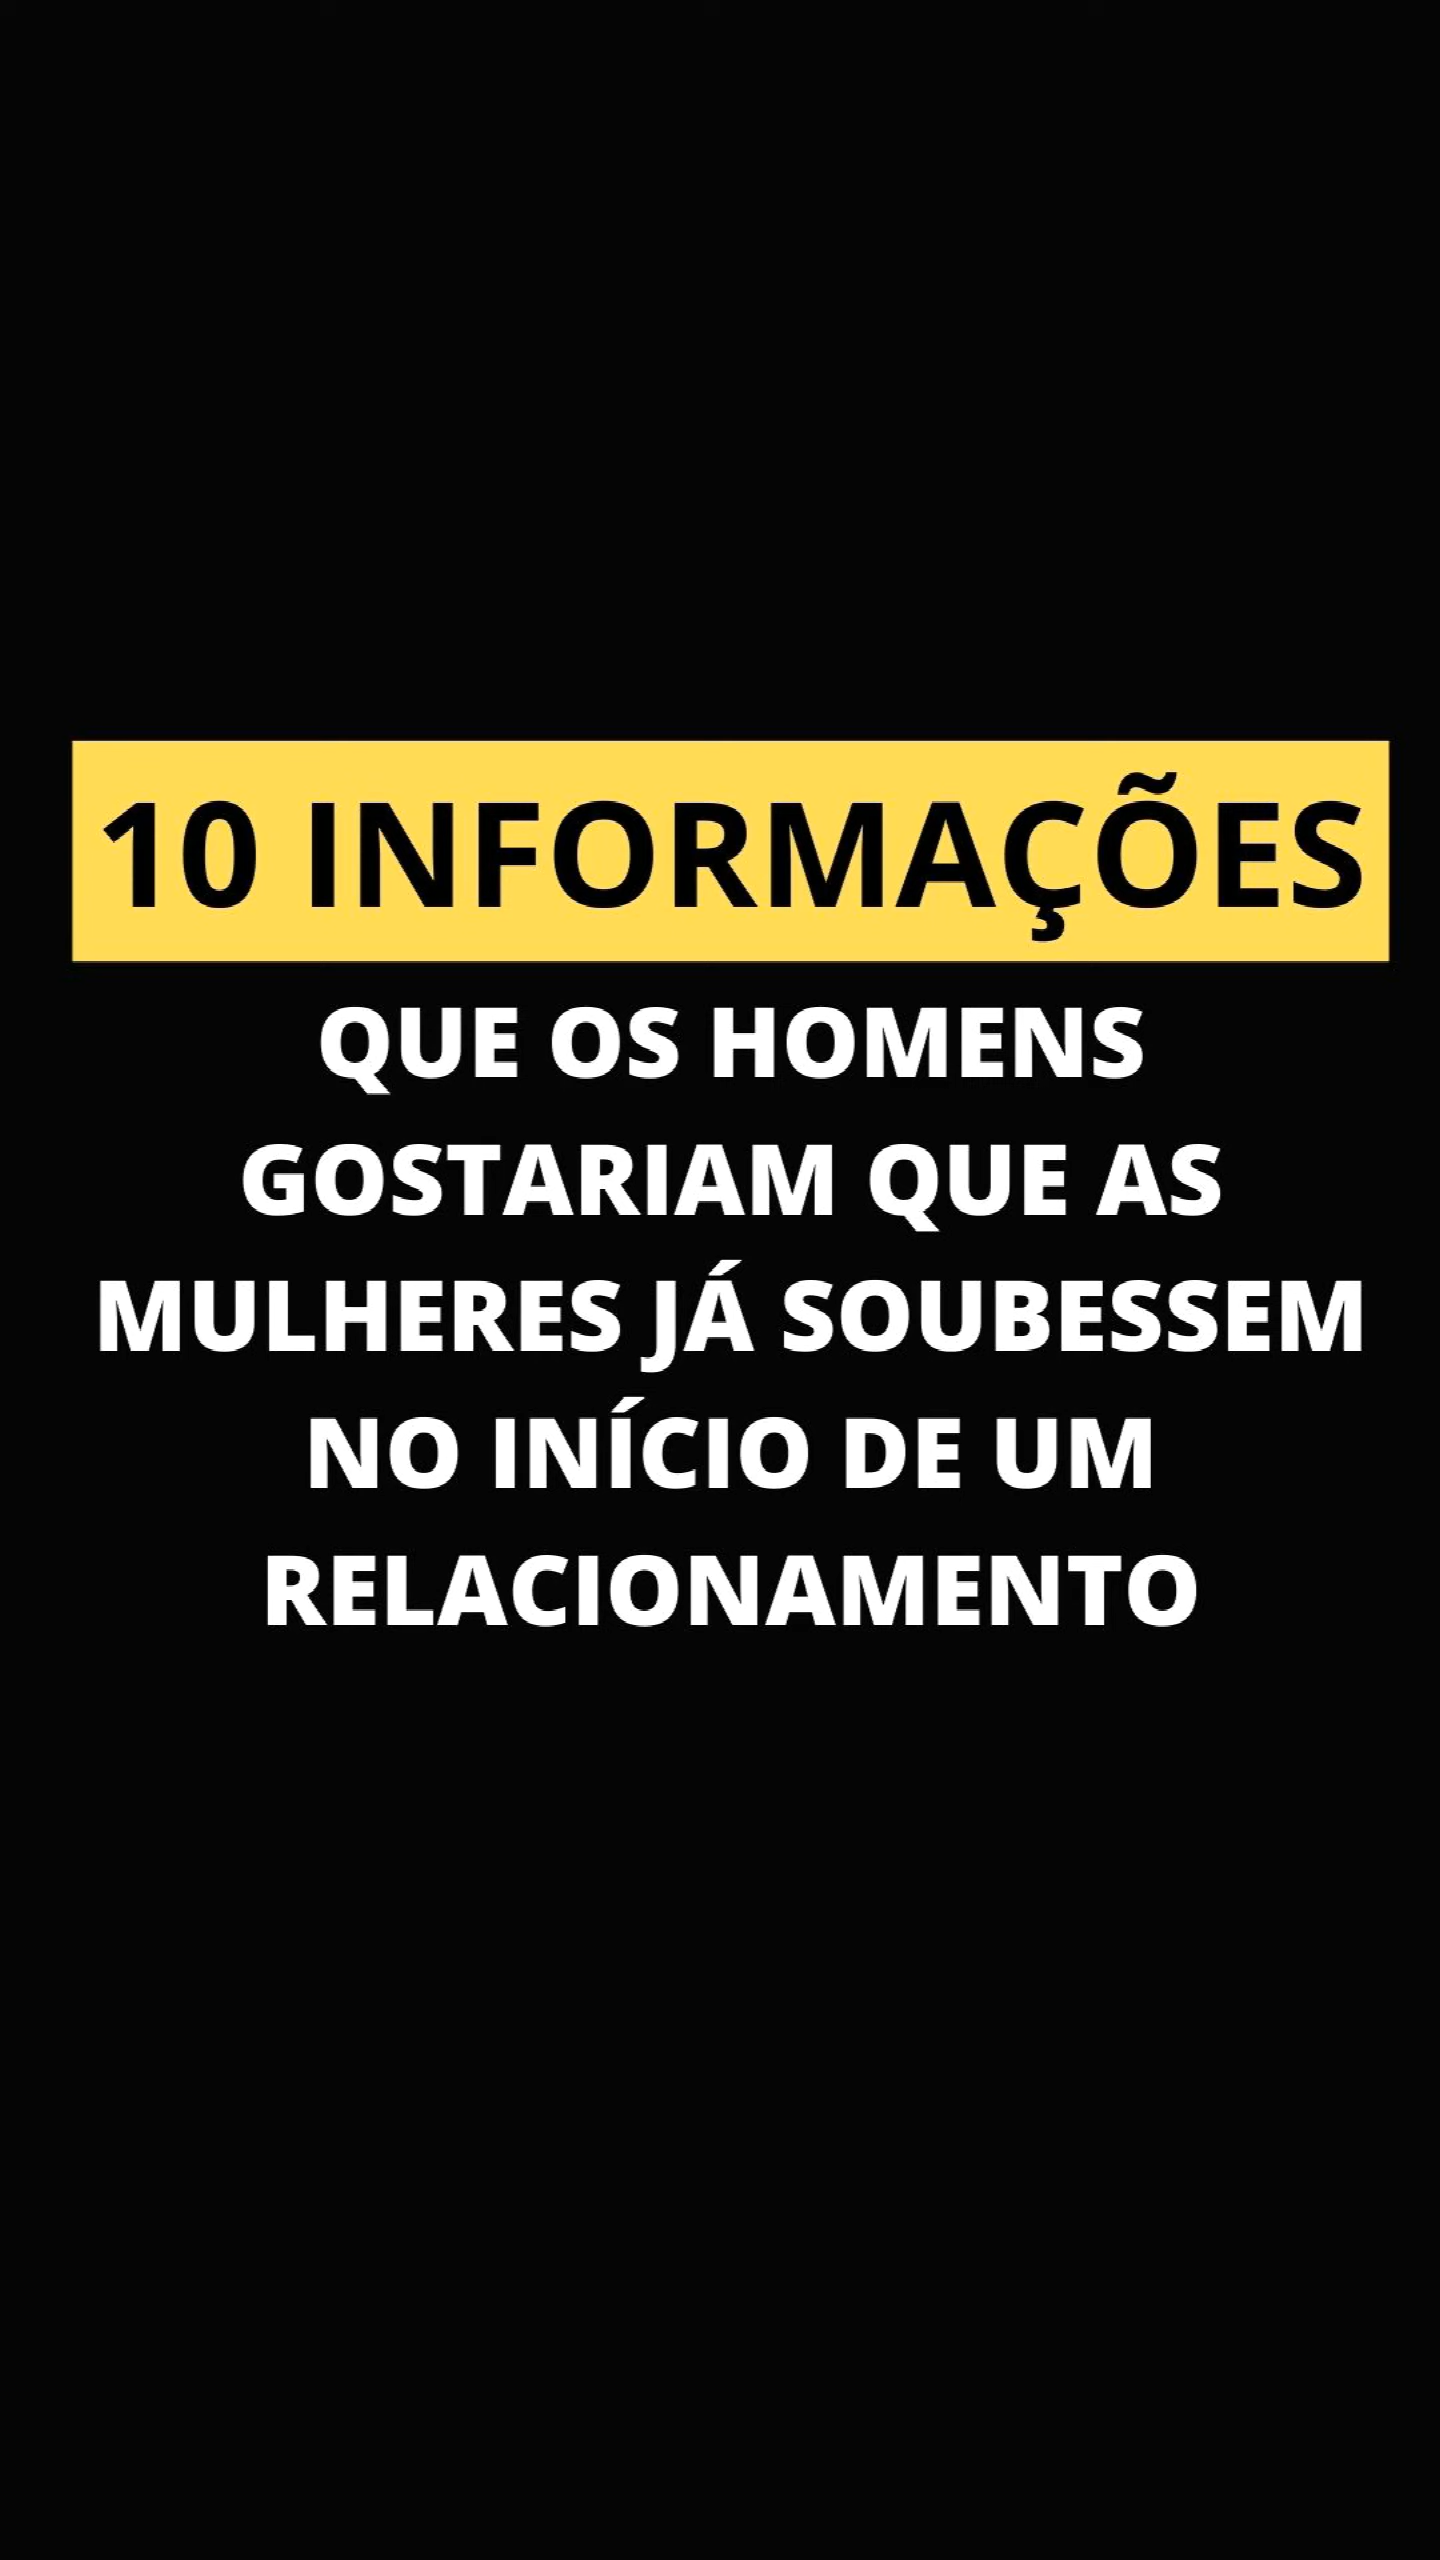 10 INFORMAÇÕES
QUE OS HOMENS
GOSTARIAM QUE AS
MULHERES JÁ SOUBESSEM
NO INÍCIO DE UM
RELACIONAMENTO